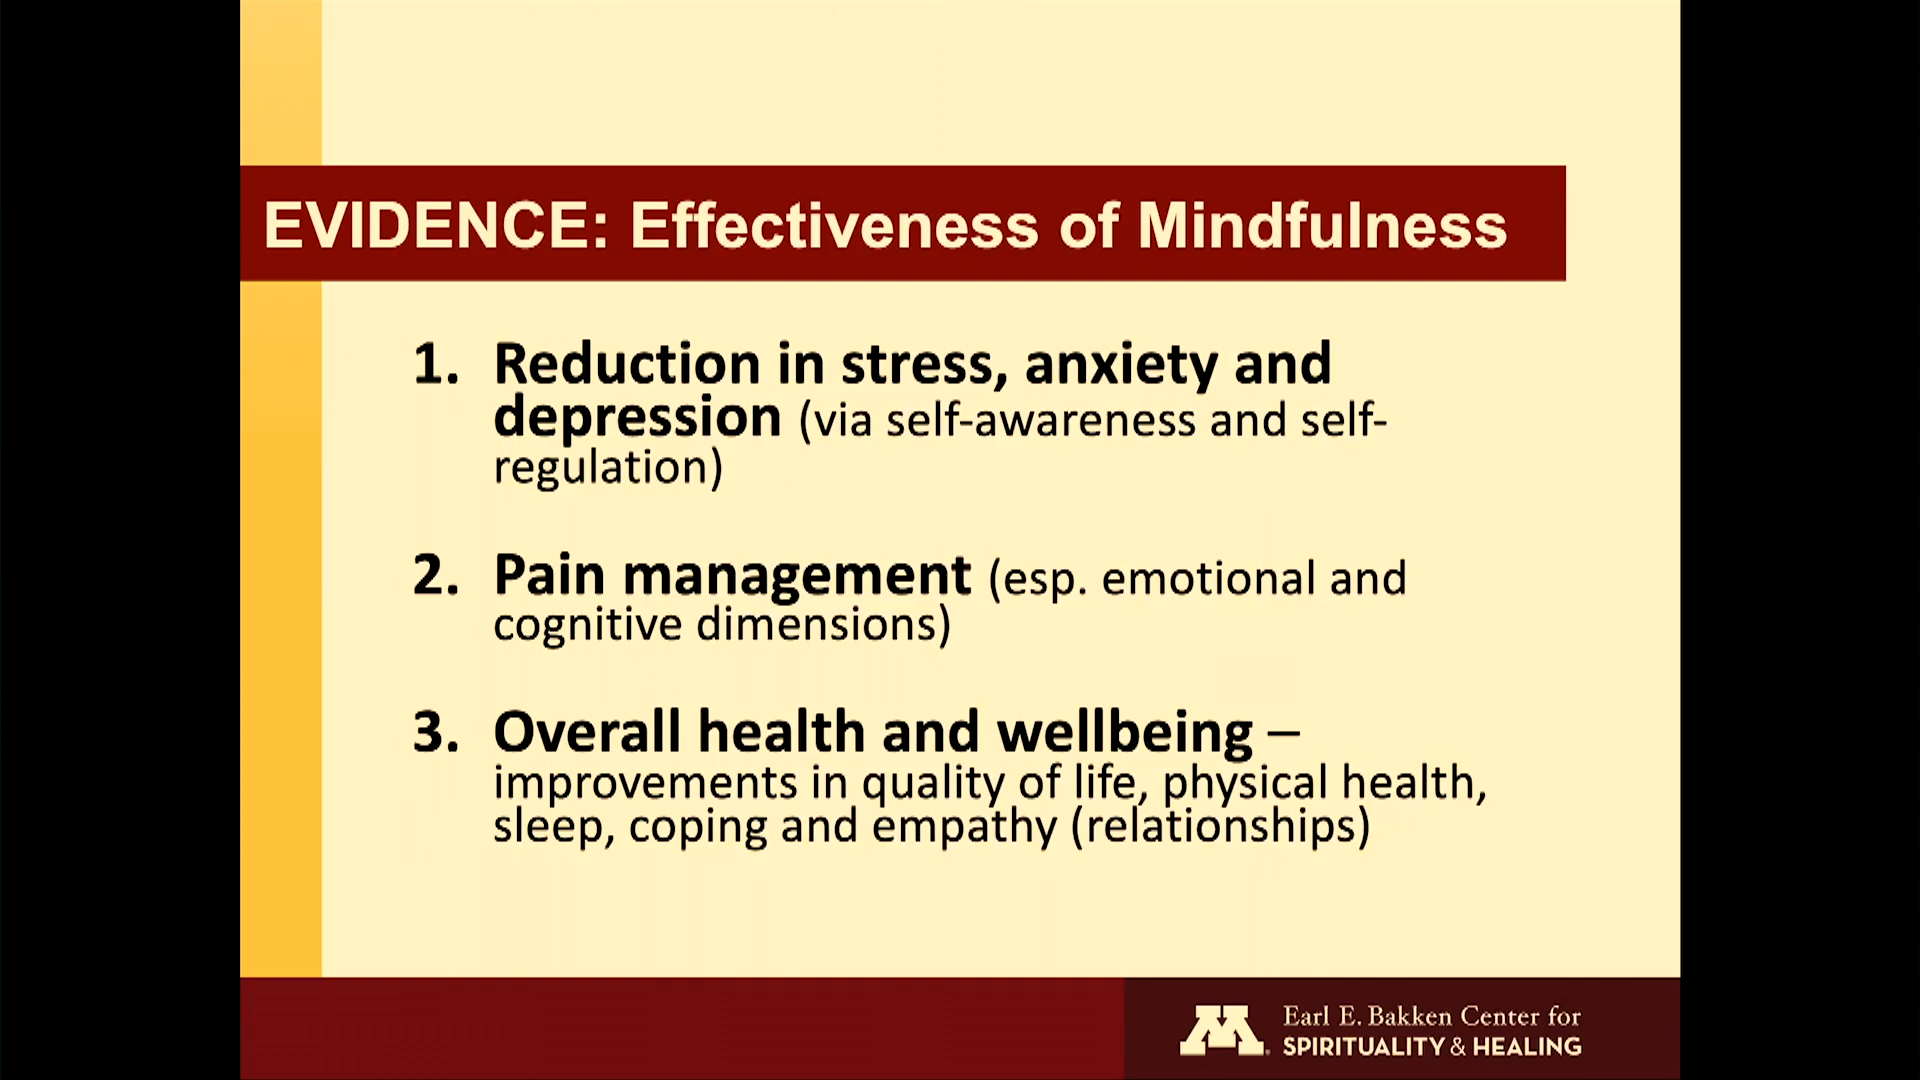 EVIDENCE: Effectiveness of Mindfulness
1. Reduction in stress, anxiety and
depression (via self-awareness and self-
regulation)
2. Pain management (esp. emotional and
cognitive dimensions)
3. Overall health and wellbeing –
improvements in quality of life, physical health,
sleep, coping and empathy (relationships)
M
Earl E. Bakken Center for
SPIRITUALITY & HEALING